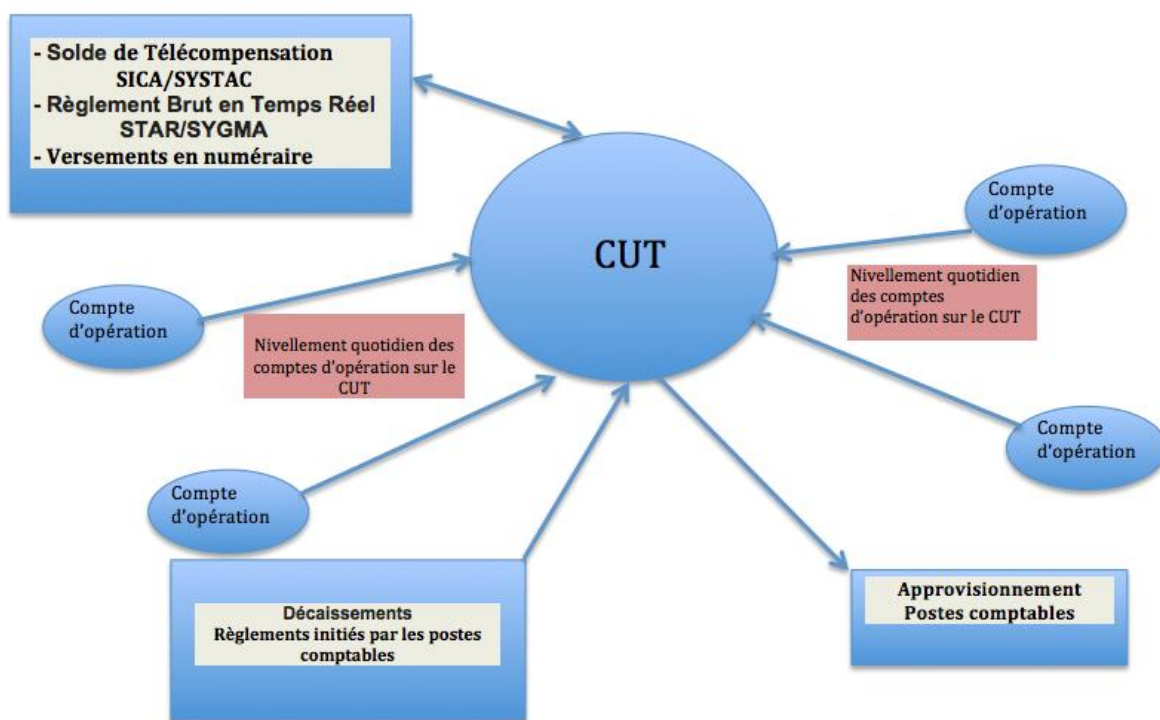 - Solde de Télécompensation
SICA/SYSTAC
- Règlement Brut en Temps Réel
STAR/SYGMA
- Versements en numéraire
CUT
Compte
d'opération
Nivellement quotidien
des comptes
d'opération sur le CUT
Compte
d'opération
Nivellement quotidien des
comptes d'opération sur le
CUT
Compte
d'opération
Compte
d'opération
Décaissements
Règlements initiés par les postes
comptables
Approvisionnement
Postes comptables